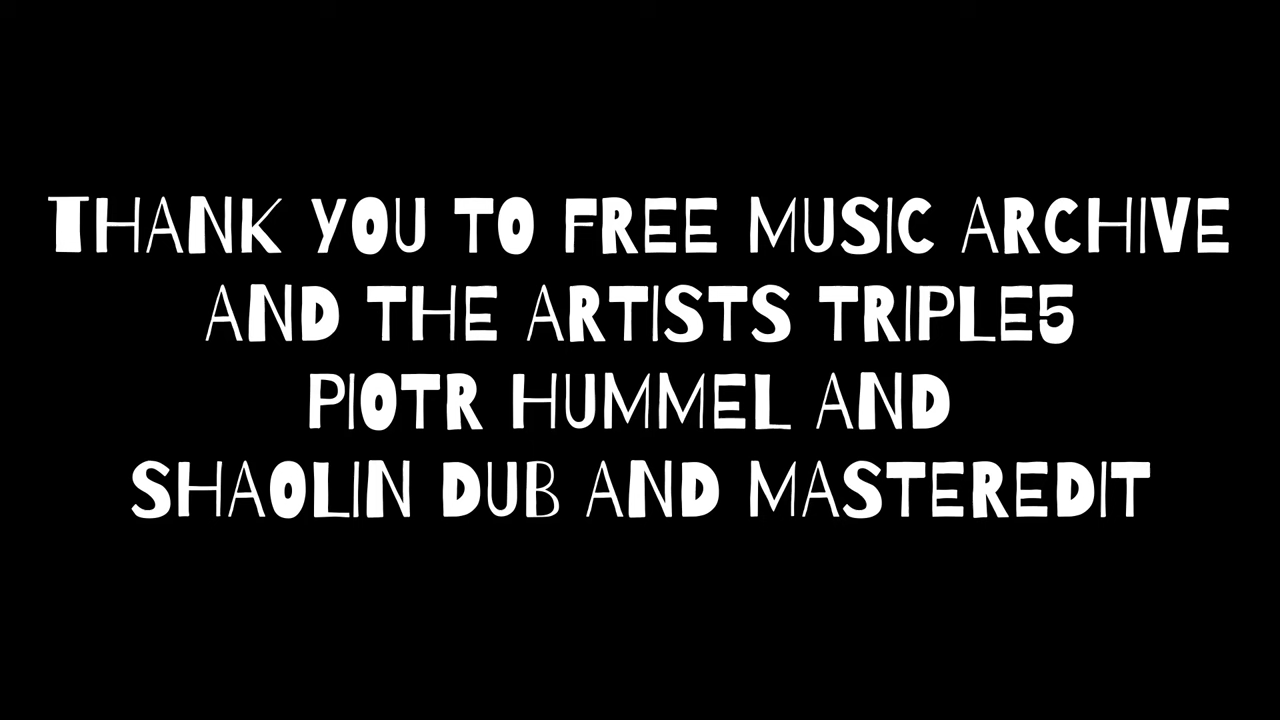 THANK YOU TO FREE MUSIC ARCHIVE
AND THE ARTISTS TRIPLE5
PIOTR HUMMEL AND
SHAOLIN DUB AND MASTEREDIT